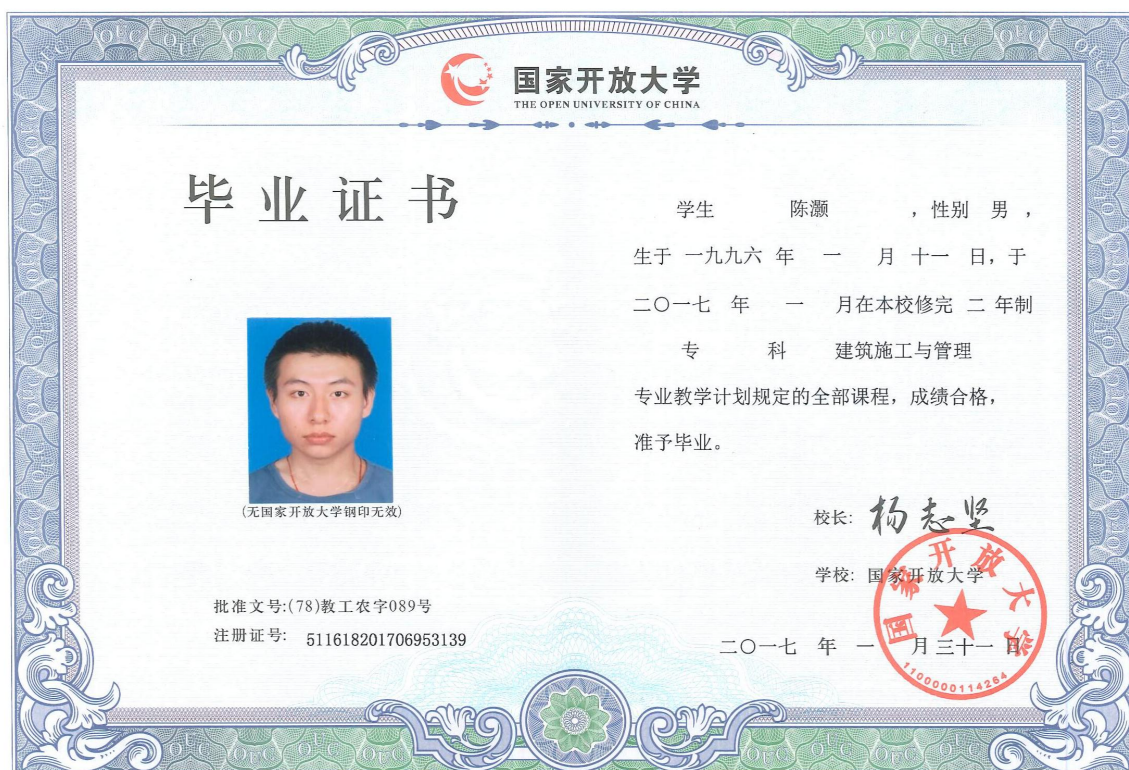 国家开放大学
THE OPEN UNIVERSITY OF CHINA
毕业证书
学生 陈灏 ，性别 男 ，
生于 一九九六 年 一 月 十一 日，于
二〇一七 年 一 月在本校修完 二 年制
专 科 建筑施工与管理
专业教学计划规定的全部课程，成绩合格，
准予毕业。
(无国家开放大学钢印无效)
校长：杨志坚
学校：国家开放大学
批准文号:(78)教工农字089号
注册证号: 511618201706953139
二〇一七 年 一 月三十一日
国家开放大学
1100000114264